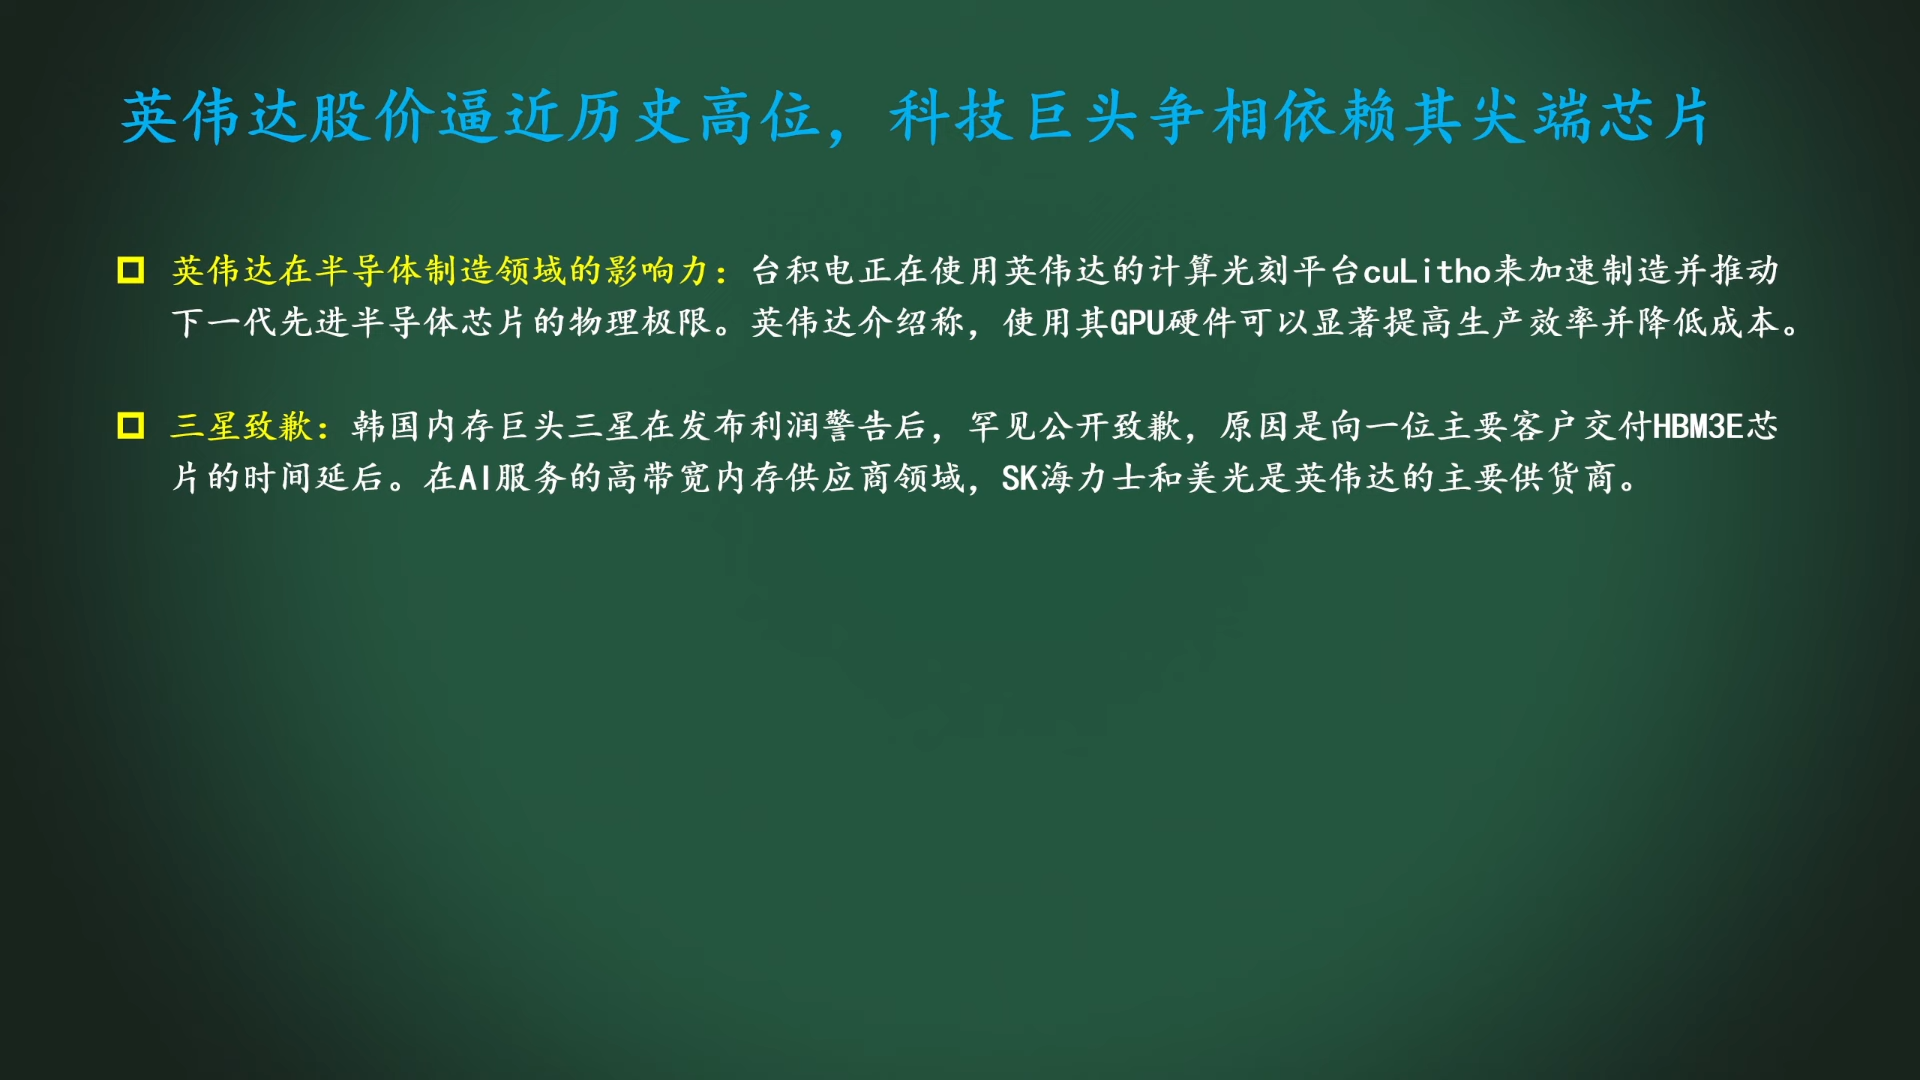 英伟达股价逼近历史高位，科技巨头争相依赖其尖端芯片
英伟达在半导体制造领域的影响力：台积电正在使用英伟达的计算光刻平台cuLitho来加速制造并推动
下一代先进半导体芯片的物理极限。英伟达介绍称，使用其GPU硬件可以显著提高生产效率并降低成本。
三星致歉：韩国内存巨头三星在发布利润警告后，罕见公开致歉，原因是向一位主要客户交付HBM3E芯
片的时间延后。在AI服务的高带宽内存供应商领域，SK海力士和美光是英伟达的主要供货商。